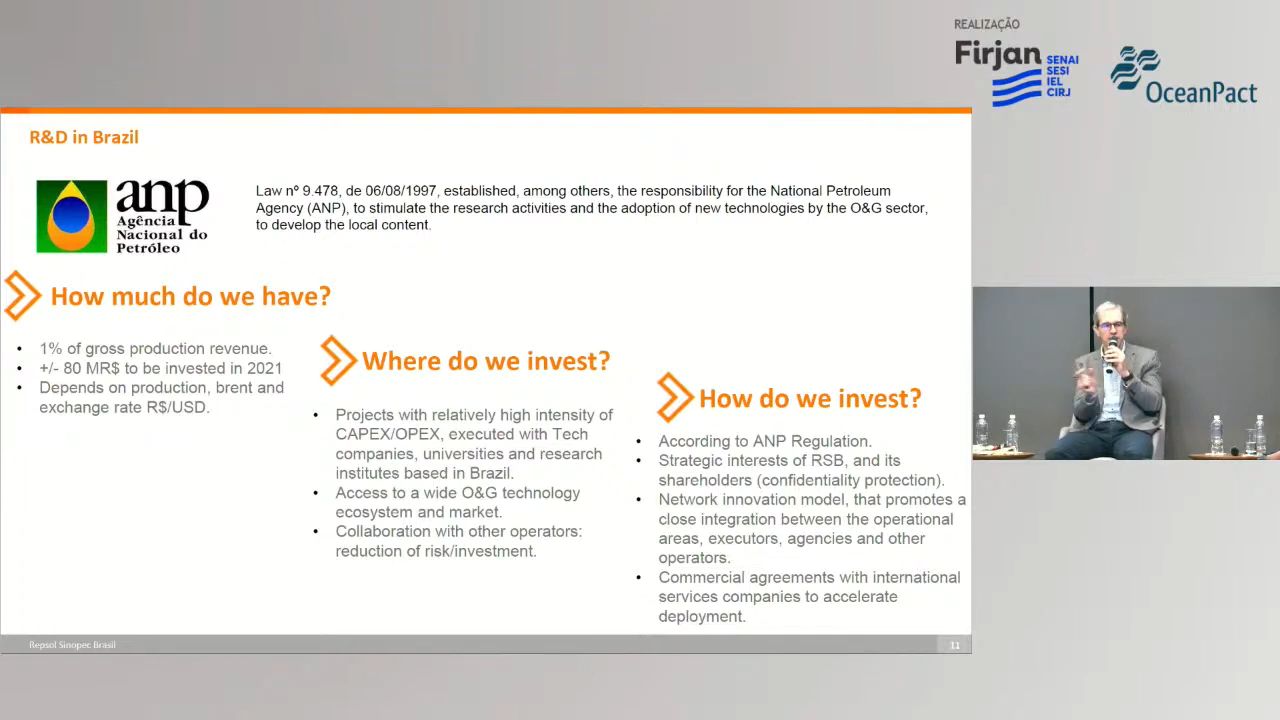 REALIZAÇÃO
Firjan
SENAI
SESI
IEL
CIRJ
OceanPact
R&D in Brazil
anp
Agência
Nacional do
Petróleo
Law nº 9.478, de 06/08/1997, established, among others, the responsibility for the National Petroleum
Agency (ANP), to stimulate the research activities and the adoption of new technologies by the O&G sector,
to develop the local content.
How much do we have?
• 1% of gross production revenue.
• +/- 80 MR$ to be invested in 2021
• Depends on production, brent and
exchange rate R$/USD.
Where do we invest?
• Projects with relatively high intensity of
CAPEX/OPEX, executed with Tech
companies, universities and research
institutes based in Brazil.
• Access to a wide O&G technology
ecosystem and market.
• Collaboration with other operators:
reduction of risk/investment.
How do we invest?
• According to ANP Regulation.
• Strategic interests of RSB, and its
shareholders (confidentiality protection).
• Network innovation model, that promotes a
close integration between the operational
areas, executors, agencies and other
operators.
• Commercial agreements with international
services companies to accelerate
deployment.
Repsol Sinopec Brasil
11